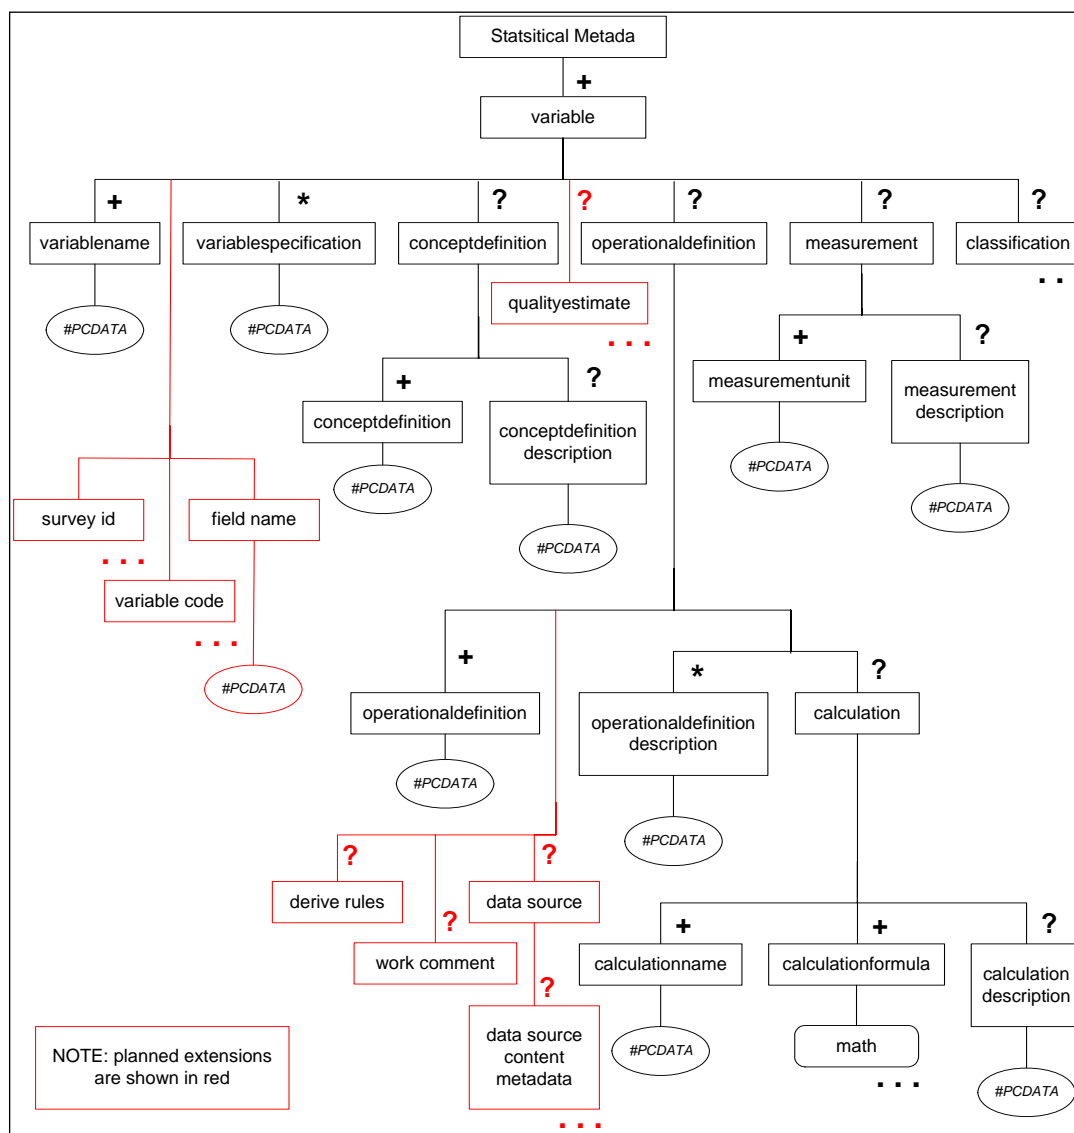 Statsitical Metada
+
variable
+
*
?
?
?
?
?
variablename
variablespecification
conceptdefinition
operationaldefinition
measurement
classification
. .
#PCDATA
#PCDATA
qualityestimate
. . .
+
?
+
?
conceptdefinition
conceptdefinition
description
measurementunit
measurement
description
#PCDATA
#PCDATA
#PCDATA
#PCDATA
survey id
field name
. . .
variable code
. . .
#PCDATA
+
*
?
operationaldefinition
operationaldefinition
description
calculation
#PCDATA
#PCDATA
?
?
derive rules
data source
?
work comment
?
data source
content
metadata
. . .
+
+
?
calculationname
calculationformula
calculation
description
#PCDATA
math
. . .
#PCDATA
NOTE: planned extensions
are shown in red